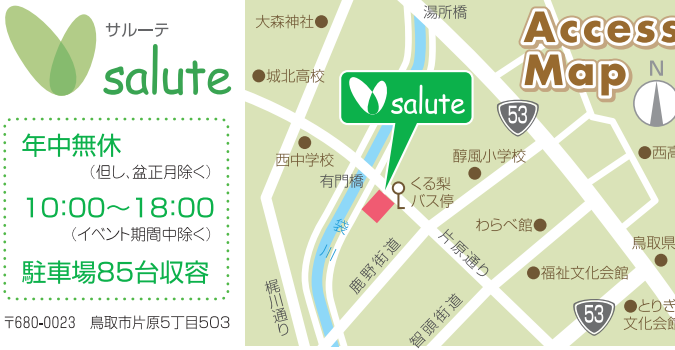 サルーテ
salute
年中無休
（但し、盆正月除く）
10:00～18:00
（イベント期間中除く）
駐車場85台収容
〒680-0023　鳥取市片原5丁目503
Access
Map
N
湯所橋
大森神社
城北高校
salute
53
西中学校
有門橋
醇風小学校
くる梨
バス停
西高
わらべ館
袋川
鹿野街道
片原通り
鳥取県
福祉文化会館
梶川通り
智頭街道
53
とりぎ
文化会館